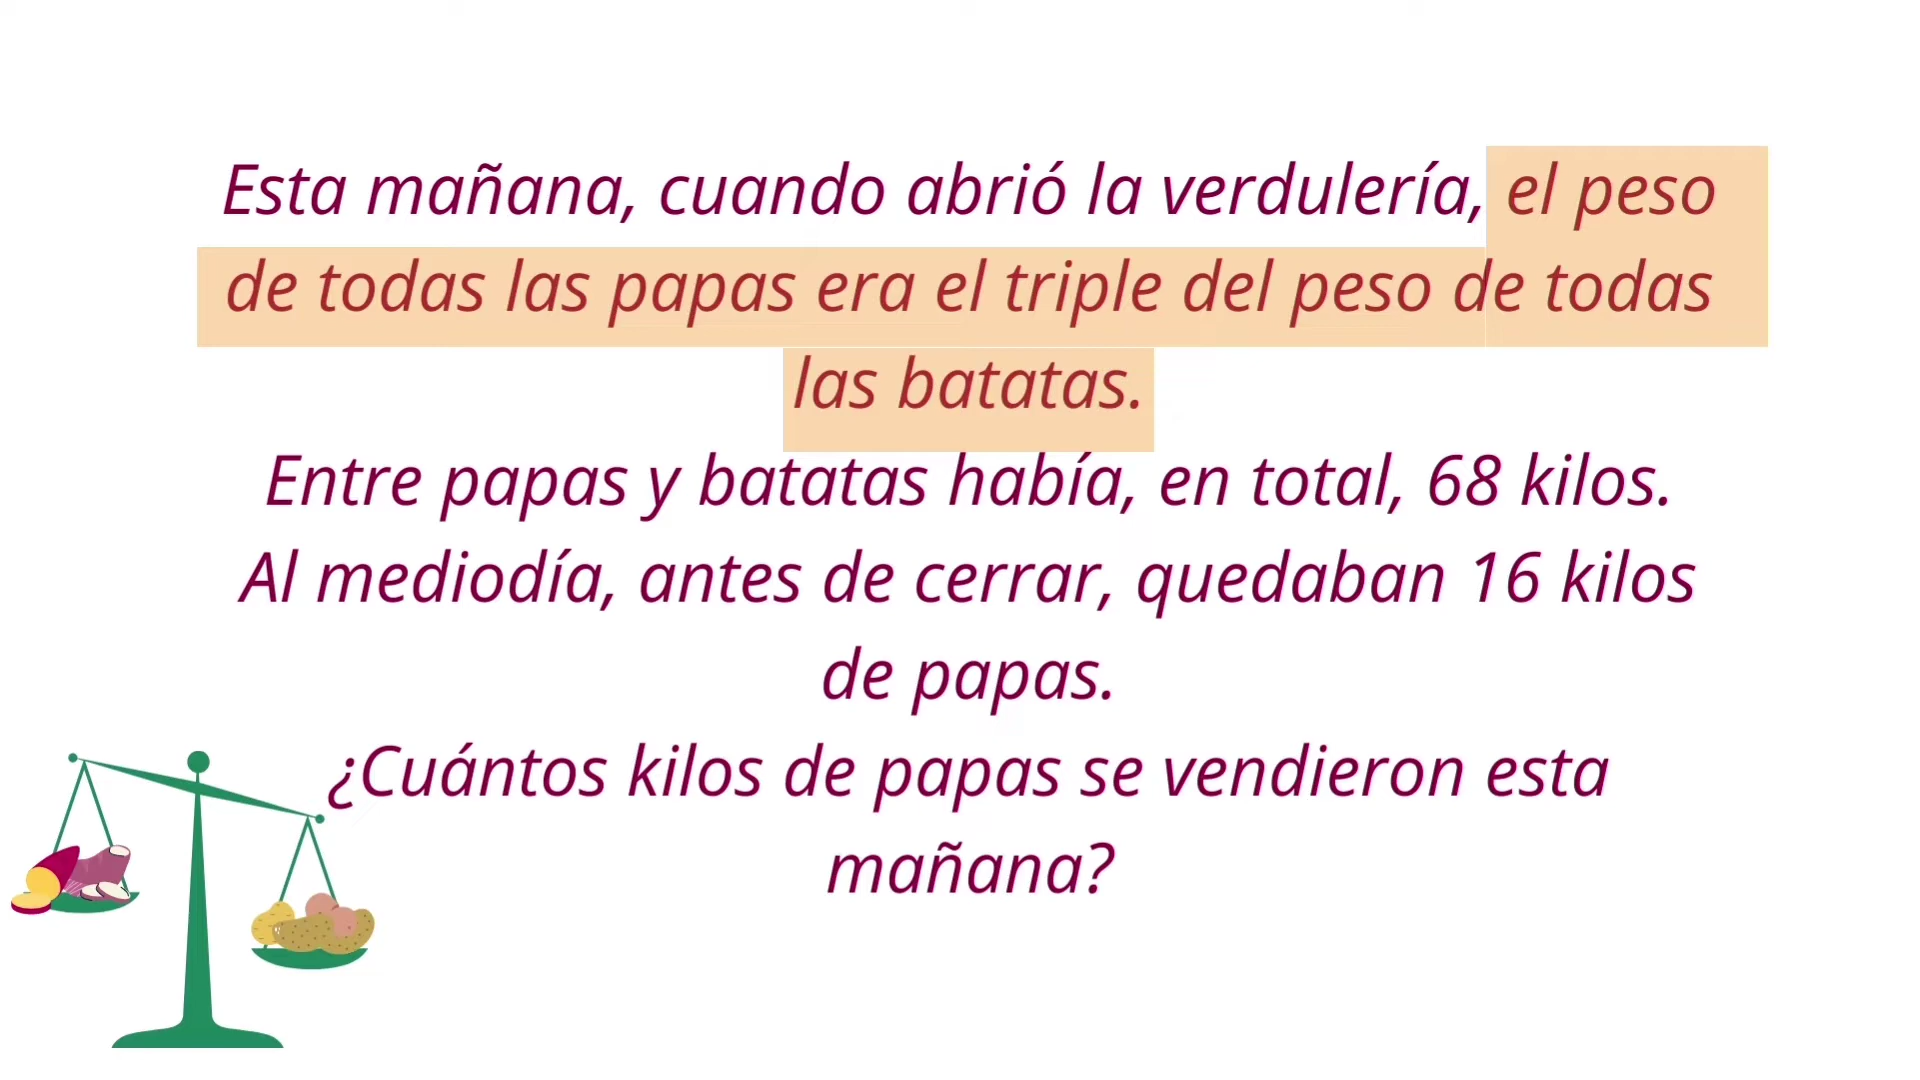 Esta mañana, cuando abrió la verdulería, el peso
de todas las papas era el triple del peso de todas
las batatas.
Entre papas y batatas había, en total, 68 kilos.
Al mediodía, antes de cerrar, quedaban 16 kilos
de papas.
¿Cuántos kilos de papas se vendieron esta
mañana?